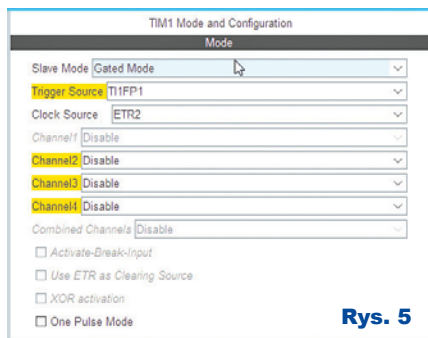 TIM1 Mode and Configuration
Mode
Slave Mode Gated Mode
Trigger Source TI1FP1
Clock Source ETR2
Channel1 Disable
Channel2 Disable
Channel3 Disable
Channel4 Disable
Combined Channels Disable
Activate-Break-Input
Use ETR as Clearing Source
XOR activation
One Pulse Mode
Rys. 5